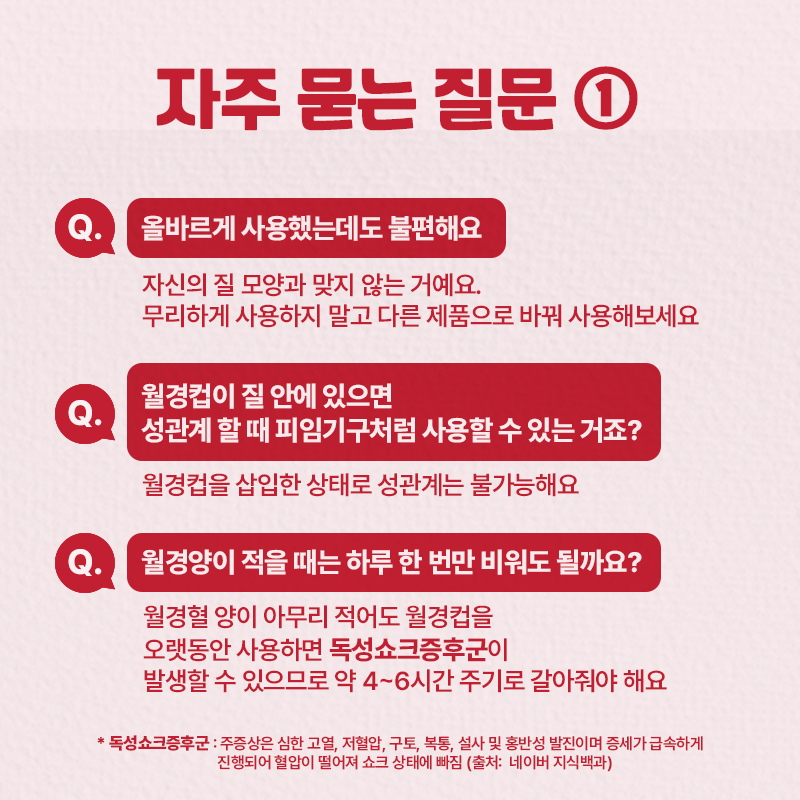 자주 묻는 질문 ①
Q. 올바르게 사용했는데도 불편해요
자신의 질 모양과 맞지 않는 거예요.
무리하게 사용하지 말고 다른 제품으로 바꿔 사용해보세요
Q. 월경컵이 질 안에 있으면
성관계 할 때 피임기구처럼 사용할 수 있는 거죠?
월경컵을 삽입한 상태로 성관계는 불가능해요
Q. 월경양이 적을 때는 하루 한 번만 비워도 될까요?
월경혈 양이 아무리 적어도 월경컵을
오랫동안 사용하면 독성쇼크증후군이
발생할 수 있으므로 약 4~6시간 주기로 갈아줘야 해요
* 독성쇼크증후군 : 주증상은 심한 고열, 저혈압, 구토, 복통, 설사 및 홍반성 발진이며 증세가 급속하게
진행되어 혈압이 떨어져 쇼크 상태에 빠짐 (출처: 네이버 지식백과)